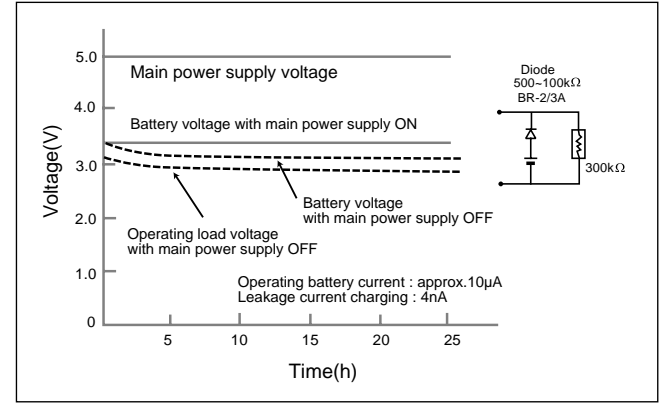 5.0
Main power supply voltage
4.0
Battery voltage with main power supply ON
3.0
Battery voltage
with main power supply OFF
2.0
Operating load voltage
with main power supply OFF
1.0
Operating battery current : approx.10µA
Leakage current charging : 4nA
0
5
10
15
20
25
Time(h)
Voltage(V)
Diode
500~100kΩ
BR-2/3A
300kΩ